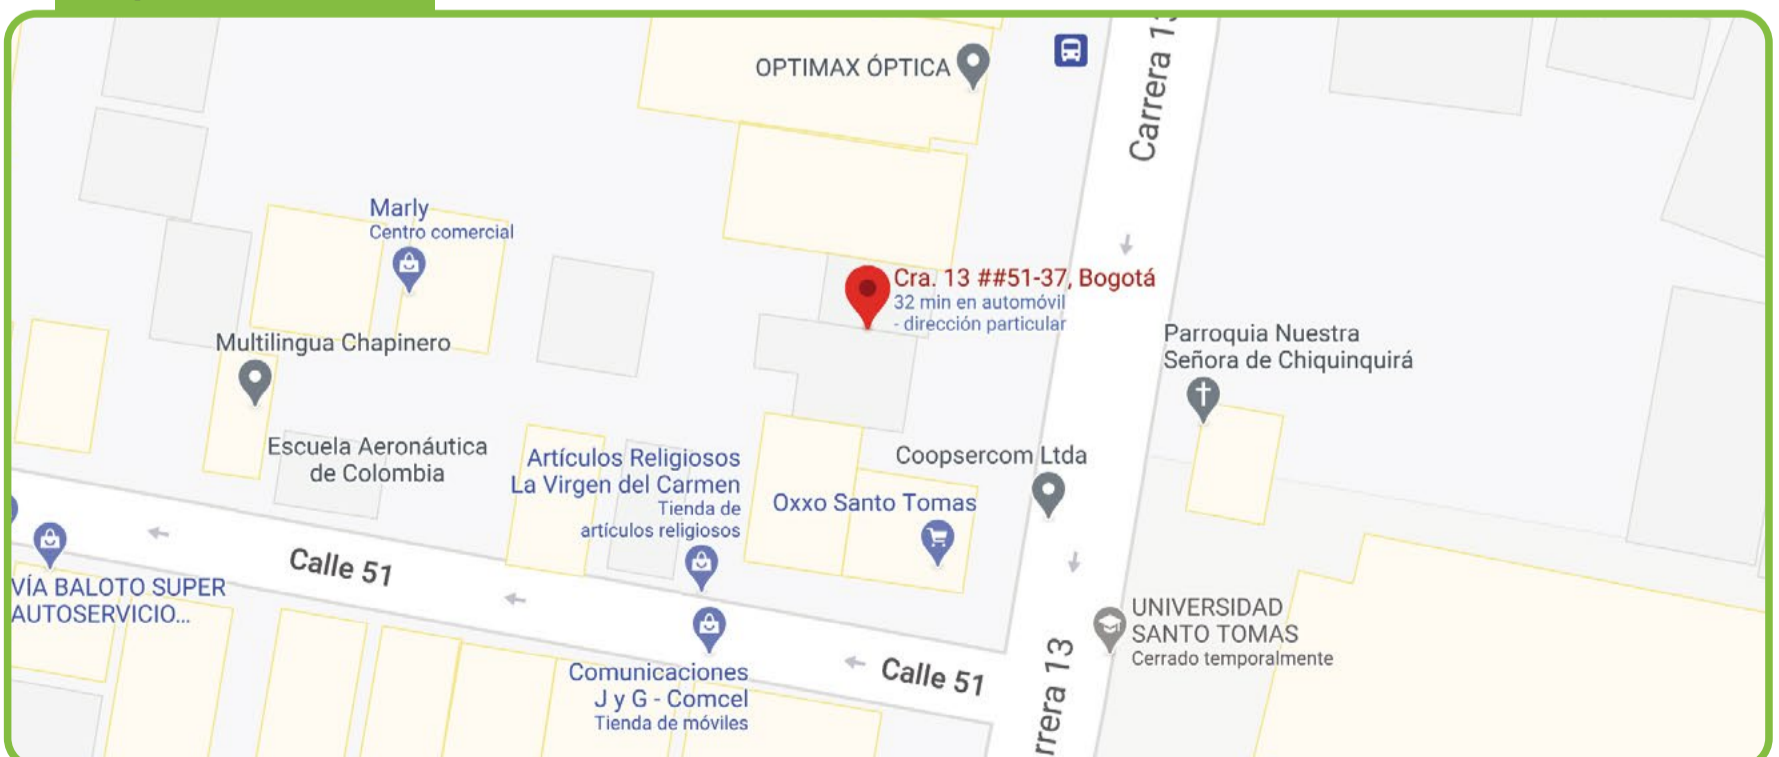 OPTIMAX ÓPTICA
Carrera 13
Marly
Centro comercial
Cra. 13 ##51-37, Bogotá
32 min en automóvil
- dirección particular
Multilingua Chapinero
Parroquia Nuestra
Señora de Chiquinquirá
Escuela Aeronáutica
de Colombia
Artículos Religiosos
La Virgen del Carmen
Tienda de
artículos religiosos
Coopsercom Ltda
Oxxo Santo Tomas
Calle 51
VÍA BALOTO SUPER
AUTOSERVICIO...
UNIVERSIDAD
SANTO TOMAS
Cerrado temporalmente
Comunicaciones
J y G - Comcel
Tienda de móviles
Calle 51
rrera 13